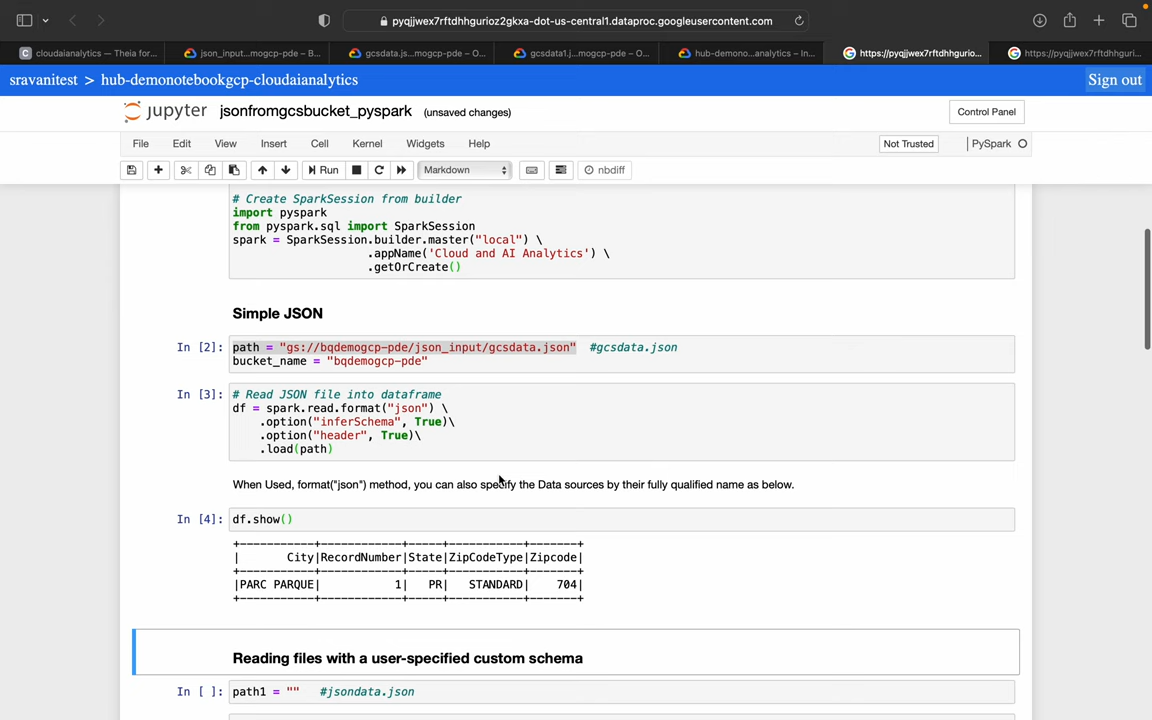 pyqjjwex7rftdhhgurioz2gkxa-dot-us-central1.dataproc.googleusercontent.com
cloudaianalytics — Theia for...
json_input...mogcp-pde – B...
gcsdata.js...mogcp-pde – O...
gcsdata1.j...mogcp-pde – O...
hub-demono...analytics – In...
https://pyqjjwex7rftdhhgurio...
https://pyqjjwex7rftdhhguri...
sravanitest > hub-demonotebookgcp-cloudaianalytics
Sign out
jupyter jsonfromgcsbucket_pyspark (unsaved changes)
Control Panel
File Edit View Insert Cell Kernel Widgets Help
Not Trusted
PySpark
Run
Markdown
nbdiff
# Create SparkSession from builder
import pyspark
from pyspark.sql import SparkSession
spark = SparkSession.builder.master("local") \
.appName('Cloud and AI Analytics') \
.getOrCreate()
Simple JSON
In [2]: path = "gs://bqdemogcp-pde/json_input/gcsdata.json" #gcsdata.json
bucket_name = "bqdemogcp-pde"
In [3]: # Read JSON file into dataframe
df = spark.read.format("json") \
.option("inferSchema", True)\
.option("header", True)\
.load(path)
When Used, format("json") method, you can also specify the Data sources by their fully qualified name as below.
In [4]: df.show()
+-----------+------------+-----+-----------+-------+
|       City|RecordNumber|State|ZipCodeType|Zipcode|
+-----------+------------+-----+-----------+-------+
|PARC PARQUE|           1|   PR|   STANDARD|    704|
+-----------+------------+-----+-----------+-------+
Reading files with a user-specified custom schema
In [ ]: path1 = "" #jsondata.json